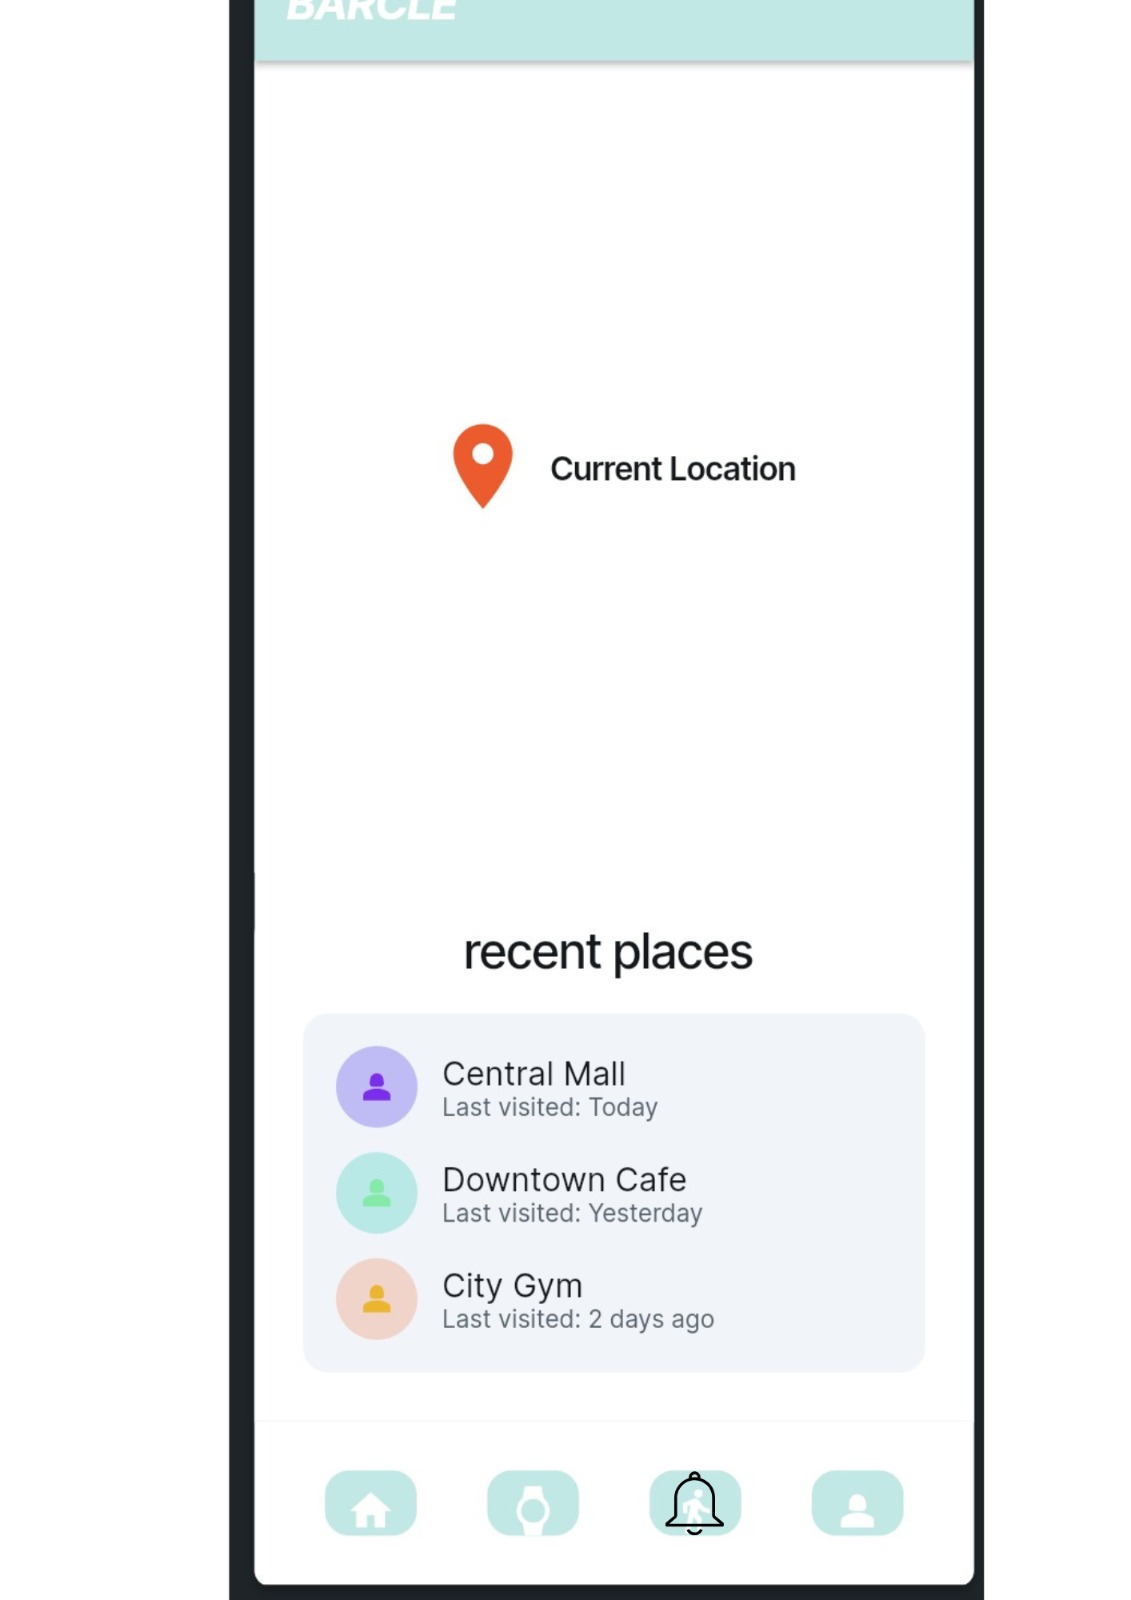 BARCLE
Current Location
recent places
Central Mall
Last visited: Today
Downtown Cafe
Last visited: Yesterday
City Gym
Last visited: 2 days ago